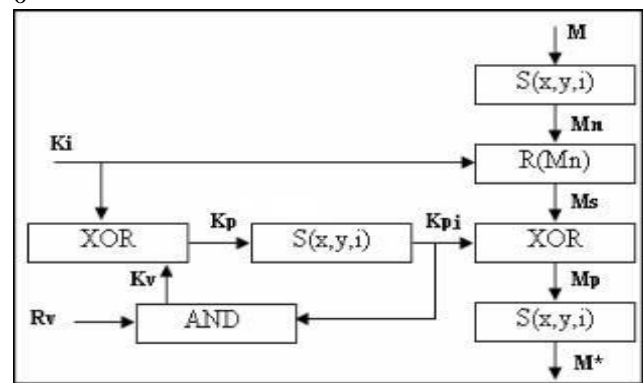 M
S(x,y,i)
Mn
Ki
R(Mn)
Ms
Kp
Kpi
XOR
S(x,y,i)
XOR
Kv
Mp
Rv
AND
S(x,y,i)
M*